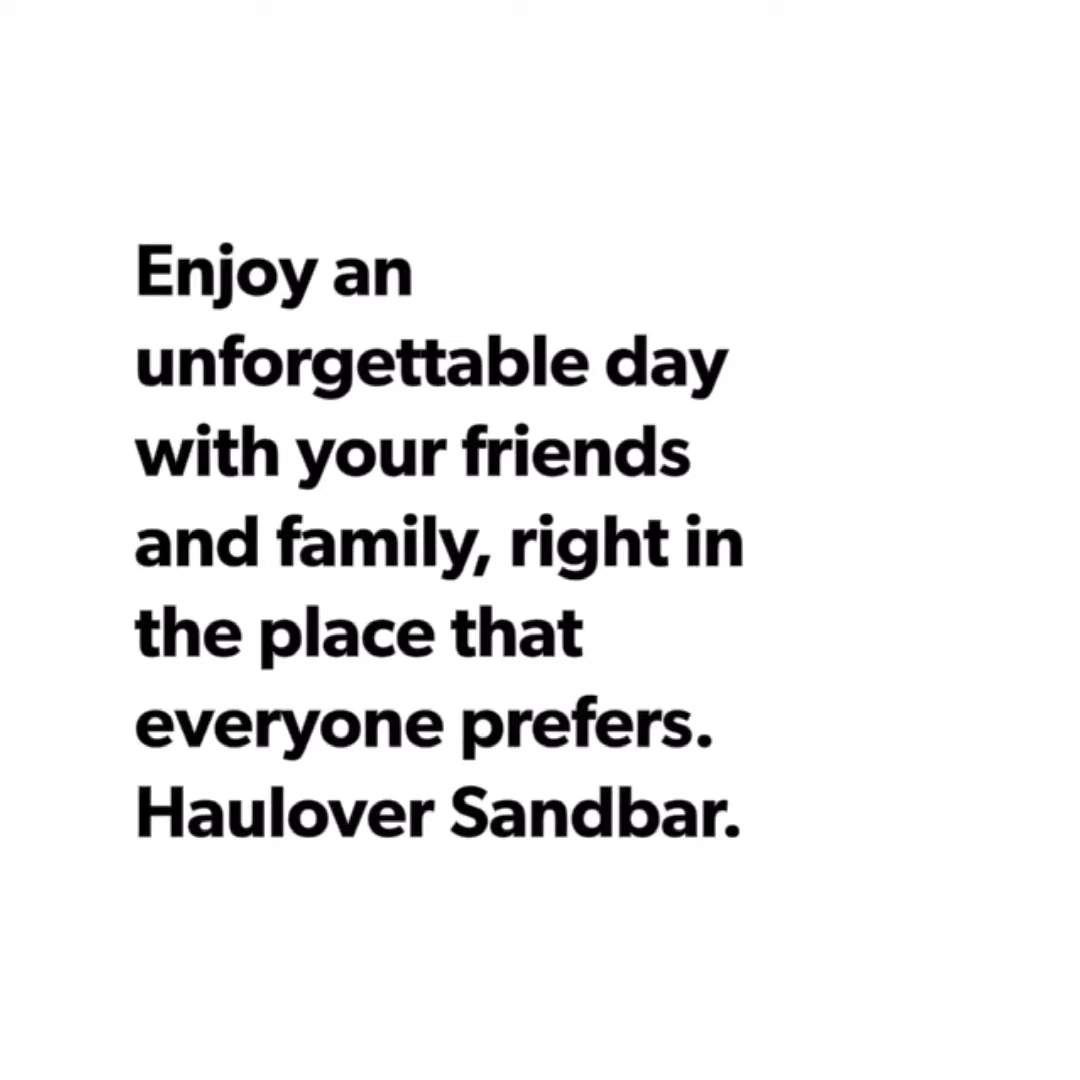 Enjoy an
unforgettable day
with your friends
and family, right in
the place that
everyone prefers.
Haulover Sandbar.